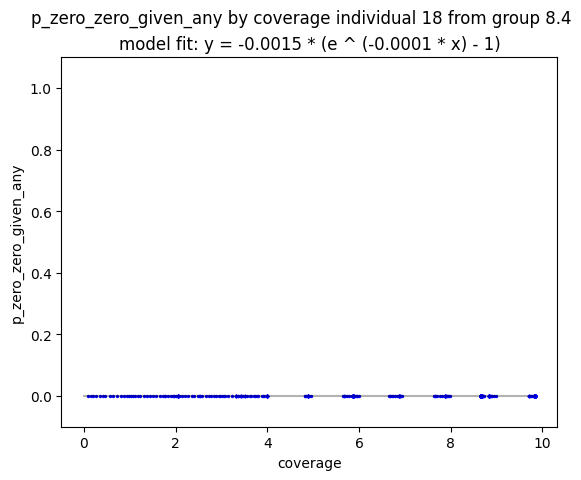 p_zero_zero_given_any by coverage individual 18 from group 8.4
model fit: y = -0.0015 * (e ^ (-0.0001 * x) - 1)
1.0
0.8
0.6
0.4
0.2
0.0
p_zero_zero_given_any
0 2 4 6 8 10
coverage